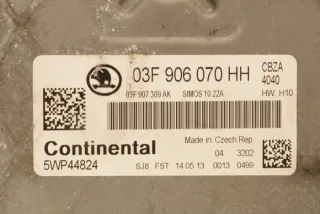 03F 906 070 HH
CBZA
4040
03F 907 309 AK SIMOS 10.22A HW: H10
Made in: Czech Rep.
Continental 04 3202
5WP44824 SJ8 FST 14.05.13 0013 0499